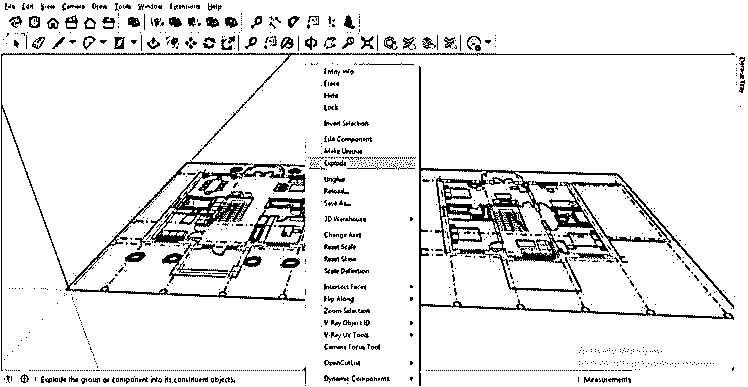 File Edit View Camera Draw Tools Window Extensions Help
Entity Info
Erase
Hide
Lock
Invert Selection
Edit Component
Make Unique
Explode
Unglue
Reload...
Save As...
3D Warehouse
Change Axes
Reset Scale
Reset Skew
Scale Definition
Intersect Faces
Flip Along
Zoom Selection
V-Ray Object ID
V-Ray UV Tools
Camera Focus Tool
OpenCutList
Dynamic Components
Explode the group or component into its constituent objects.
Measurements